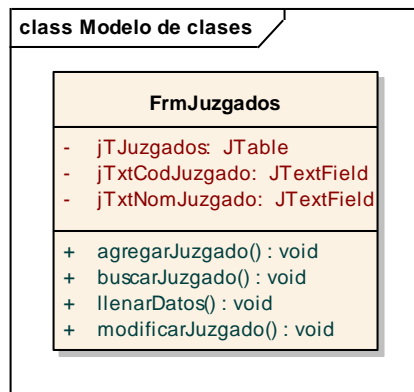 class Modelo de clases
FrmJuzgados
- jTJuzgados: JTable
- jTxtCodJuzgado: JTextField
- jTxtNomJuzgado: JTextField
+ agregarJuzgado() : void
+ buscarJuzgado() : void
+ llenarDatos() : void
+ modificarJuzgado() : void